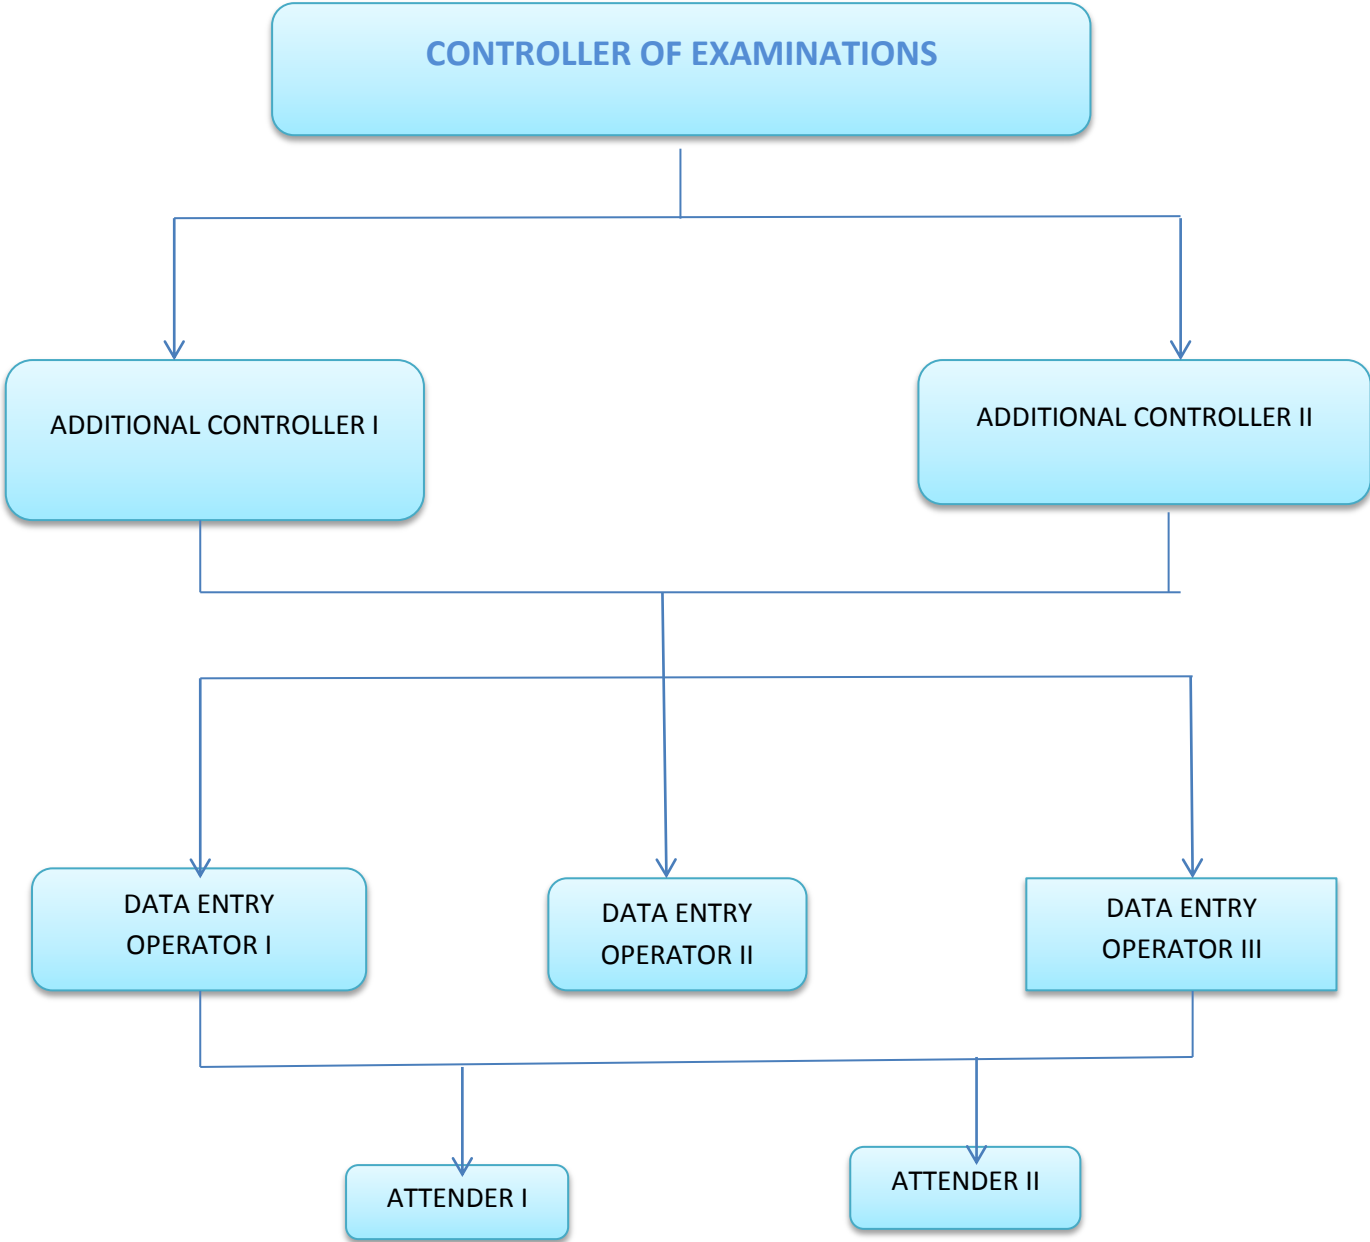 CONTROLLER OF EXAMINATIONS
ADDITIONAL CONTROLLER I
ADDITIONAL CONTROLLER II
DATA ENTRY
OPERATOR I
DATA ENTRY
OPERATOR II
DATA ENTRY
OPERATOR III
ATTENDER I
ATTENDER II